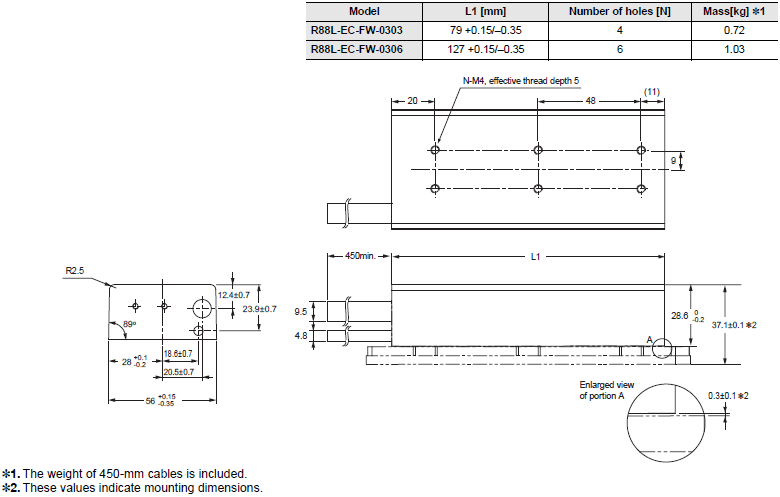 Model L1 [mm] Number of holes [N] Mass[kg] ✻1
R88L-EC-FW-0303 79 +0.15/–0.35 4 0.72
R88L-EC-FW-0306 127 +0.15/–0.35 6 1.03
N-M4, effective thread depth 5
20 48 (11)
9
450min. L1
R2.5
12.4±0.7
23.9±0.7
9.5
28.6 0 -0.2
37.1±0.1✻2
89º
4.8
A
28 +0.1 -0.2
18.6±0.7
20.5±0.7
56 +0.15 -0.35
Enlarged view
of portion A
0.3±0.1✻2
✻1. The weight of 450-mm cables is included.
✻2. These values indicate mounting dimensions.